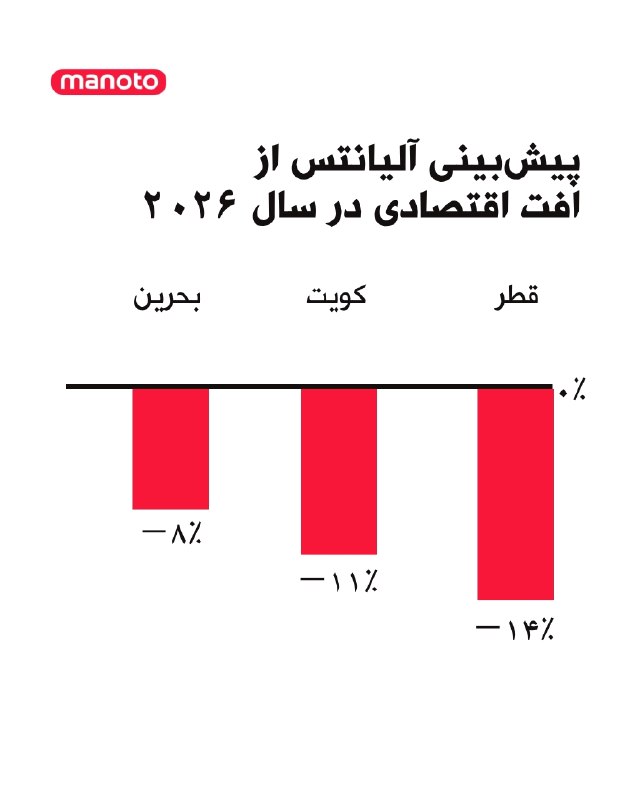 manoto
پیش‌بینی آلیانتس از
افت اقتصادی در سال ۲۰۲۶
قطر کویت بحرین
۰٪
−۸٪
−۱۱٪
−۱۴٪